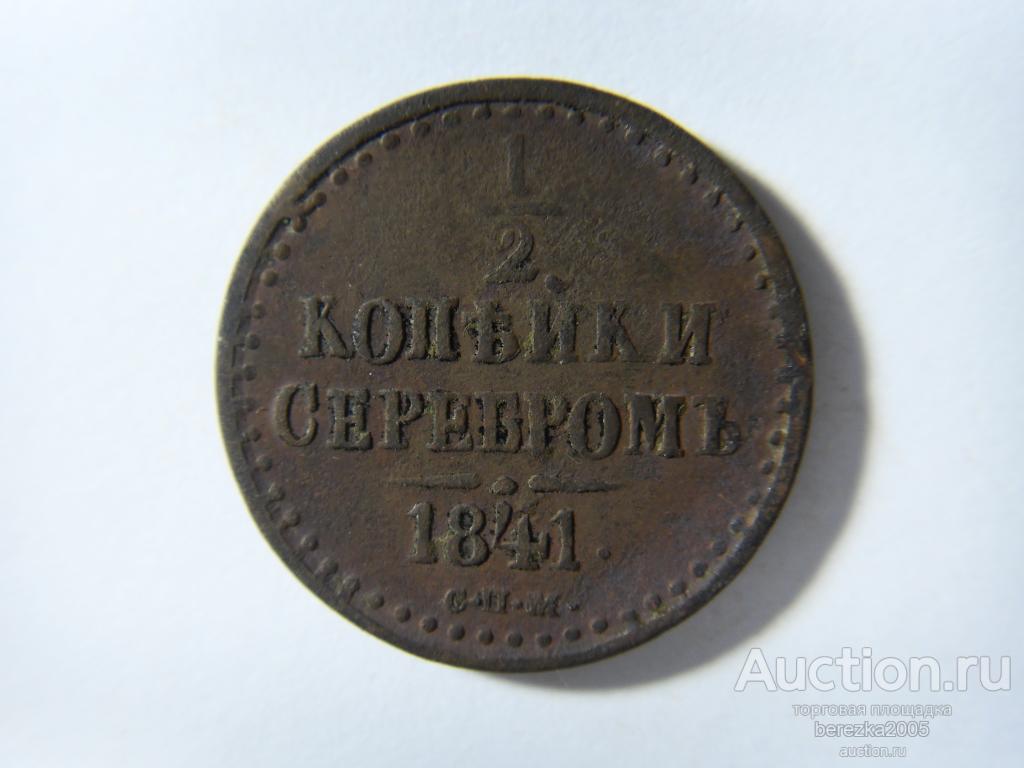 1
2.
КОПѢЙКИ
СЕРЕБРОМЪ
1841.
С·П·М·
Auction.ru
торговая площадка
berezka2005
auction.ru